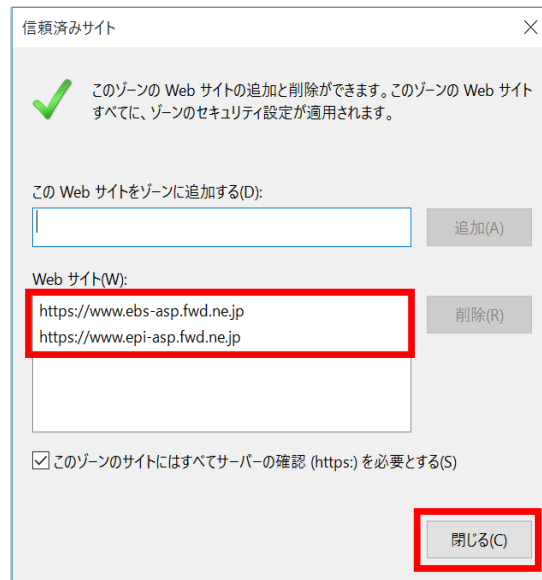 信頼済みサイト
このゾーンの Web サイトの追加と削除ができます。このゾーンの Web サイト
すべてに、ゾーンのセキュリティ設定が適用されます。
この Web サイトをゾーンに追加する(D):
追加(A)
Web サイト(W):
https://www.ebs-asp.fwd.ne.jp
削除(R)
https://www.epi-asp.fwd.ne.jp
このゾーンのサイトにはすべてサーバーの確認 (https:) を必要とする(S)
閉じる(C)